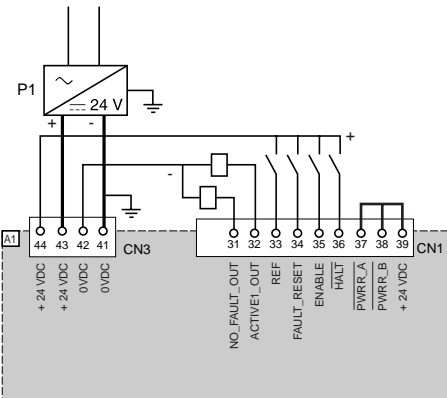 P1
24 V
+ -
+
-
A1
44 43 42 41
CN3
31 32 33 34 35 36 37 38 39
CN1
+ 24 VDC
+ 24 VDC
0VDC
0VDC
NO_FAULT_OUT
ACTIVE1_OUT
REF
FAULT_RESET
ENABLE
HALT
PWRR_A
PWRR_B
+ 24 VDC